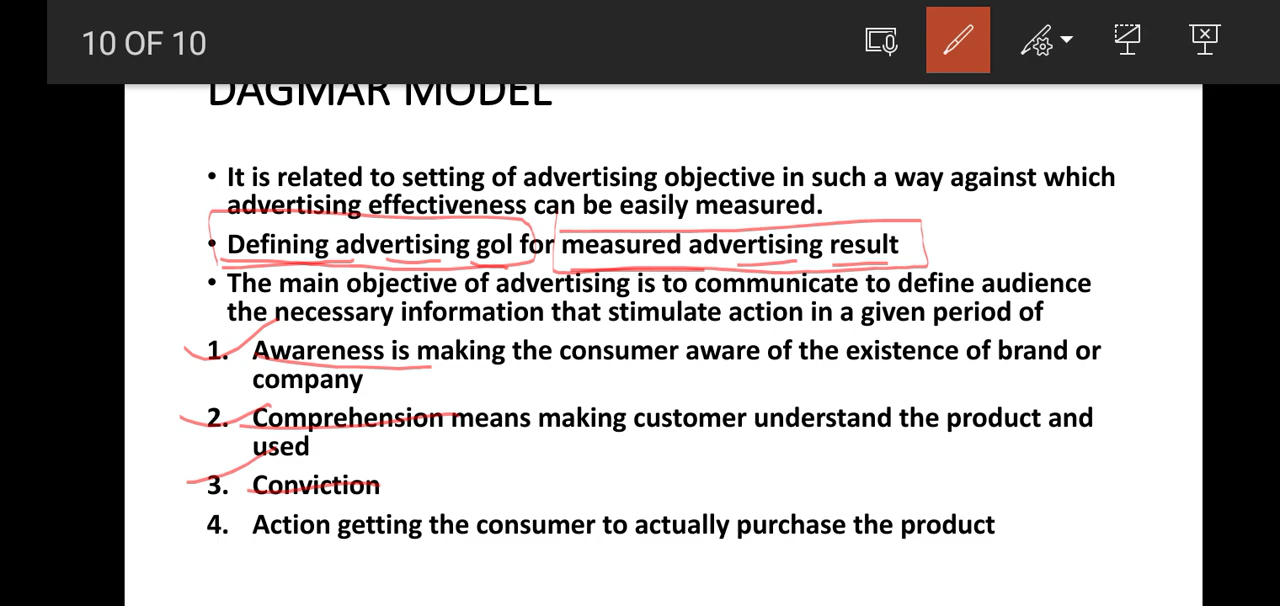 10 OF 10
DAGMAR MODEL
• It is related to setting of advertising objective in such a way against which
advertising effectiveness can be easily measured.
• Defining advertising gol for measured advertising result
• The main objective of advertising is to communicate to define audience
the necessary information that stimulate action in a given period of
1. Awareness is making the consumer aware of the existence of brand or
company
2. Comprehension means making customer understand the product and
used
3. Conviction
4. Action getting the consumer to actually purchase the product